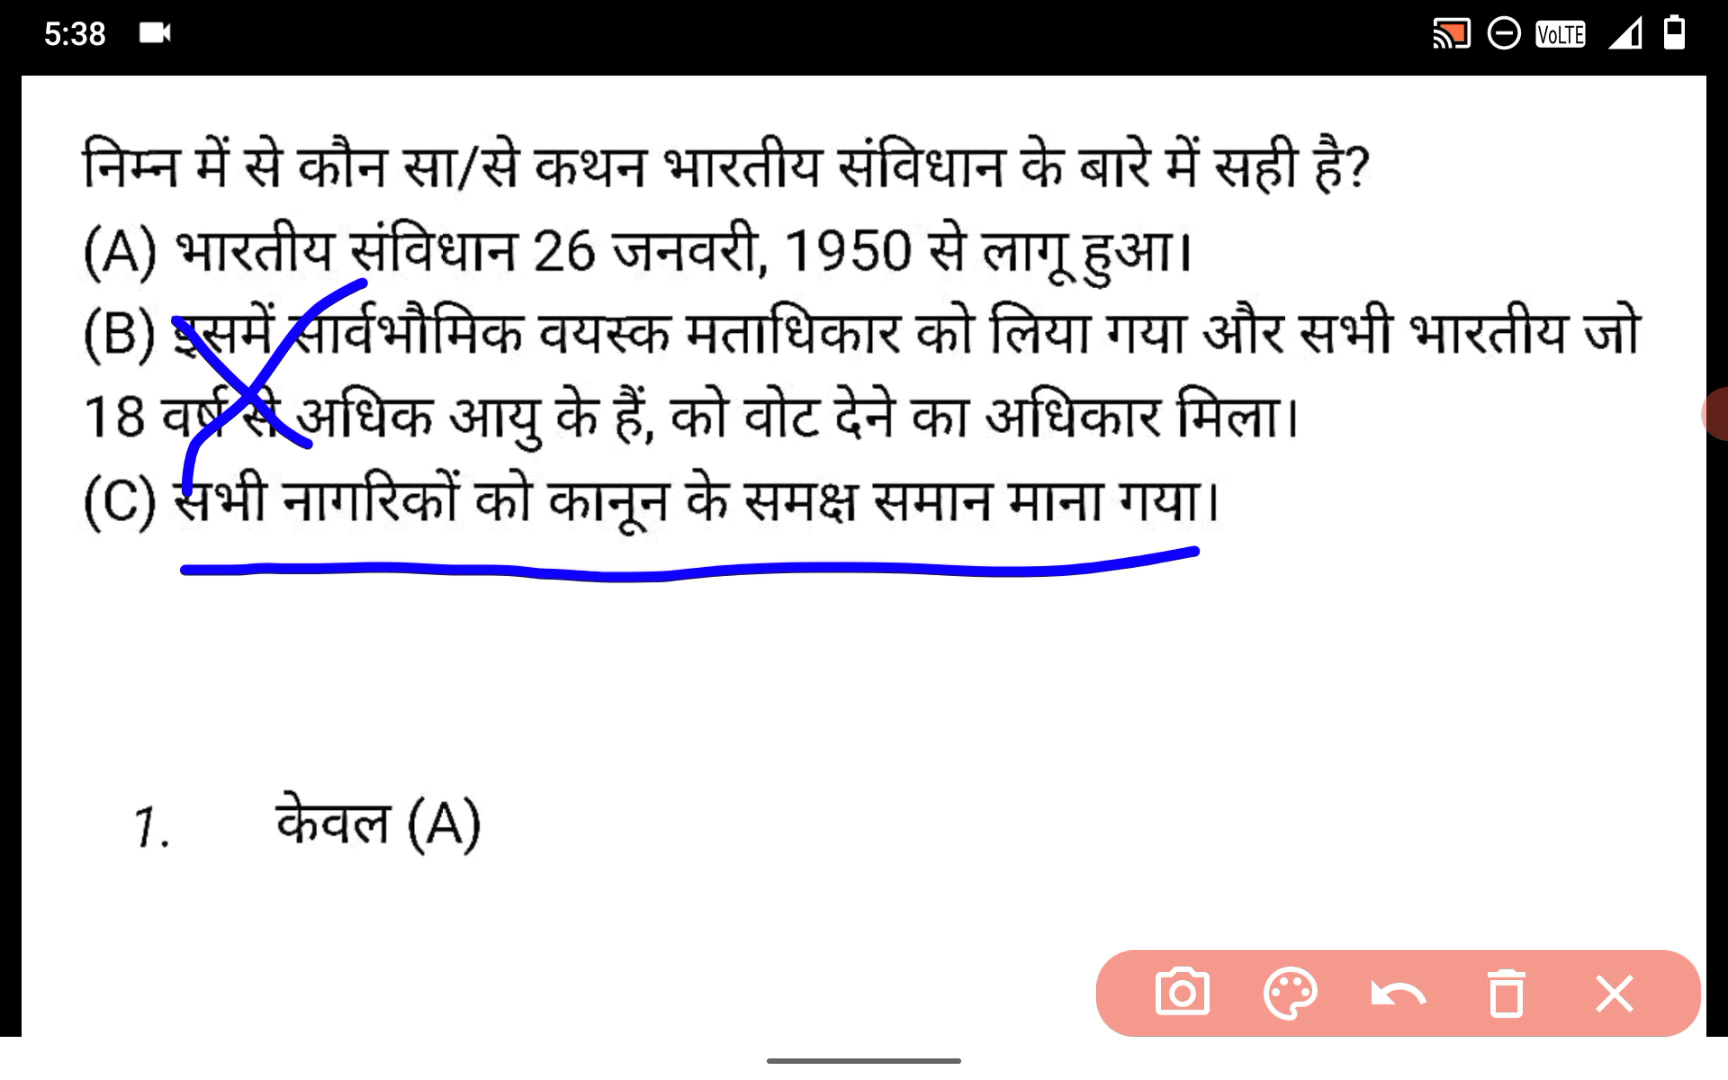 5:38
VoLTE
निम्न में से कौन सा/से कथन भारतीय संविधान के बारे में सही है?
(A) भारतीय संविधान 26 जनवरी, 1950 से लागू हुआ।
(B) इसमें सार्वभौमिक वयस्क मताधिकार को लिया गया और सभी भारतीय जो
18 वर्ष से अधिक आयु के हैं, को वोट देने का अधिकार मिला।
(C) सभी नागरिकों को कानून के समक्ष समान माना गया।
1. केवल (A)